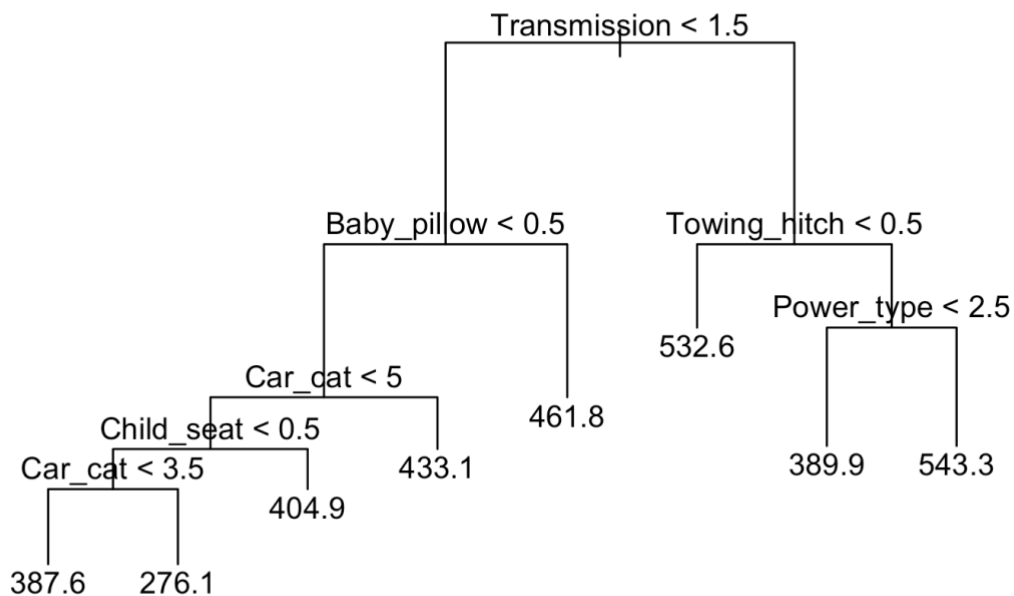 Transmission < 1.5
Baby_pillow < 0.5
Towing_hitch < 0.5
Power_type < 2.5
532.6
Car_cat < 5
461.8
Child_seat < 0.5
433.1
389.9
543.3
Car_cat < 3.5
404.9
387.6
276.1